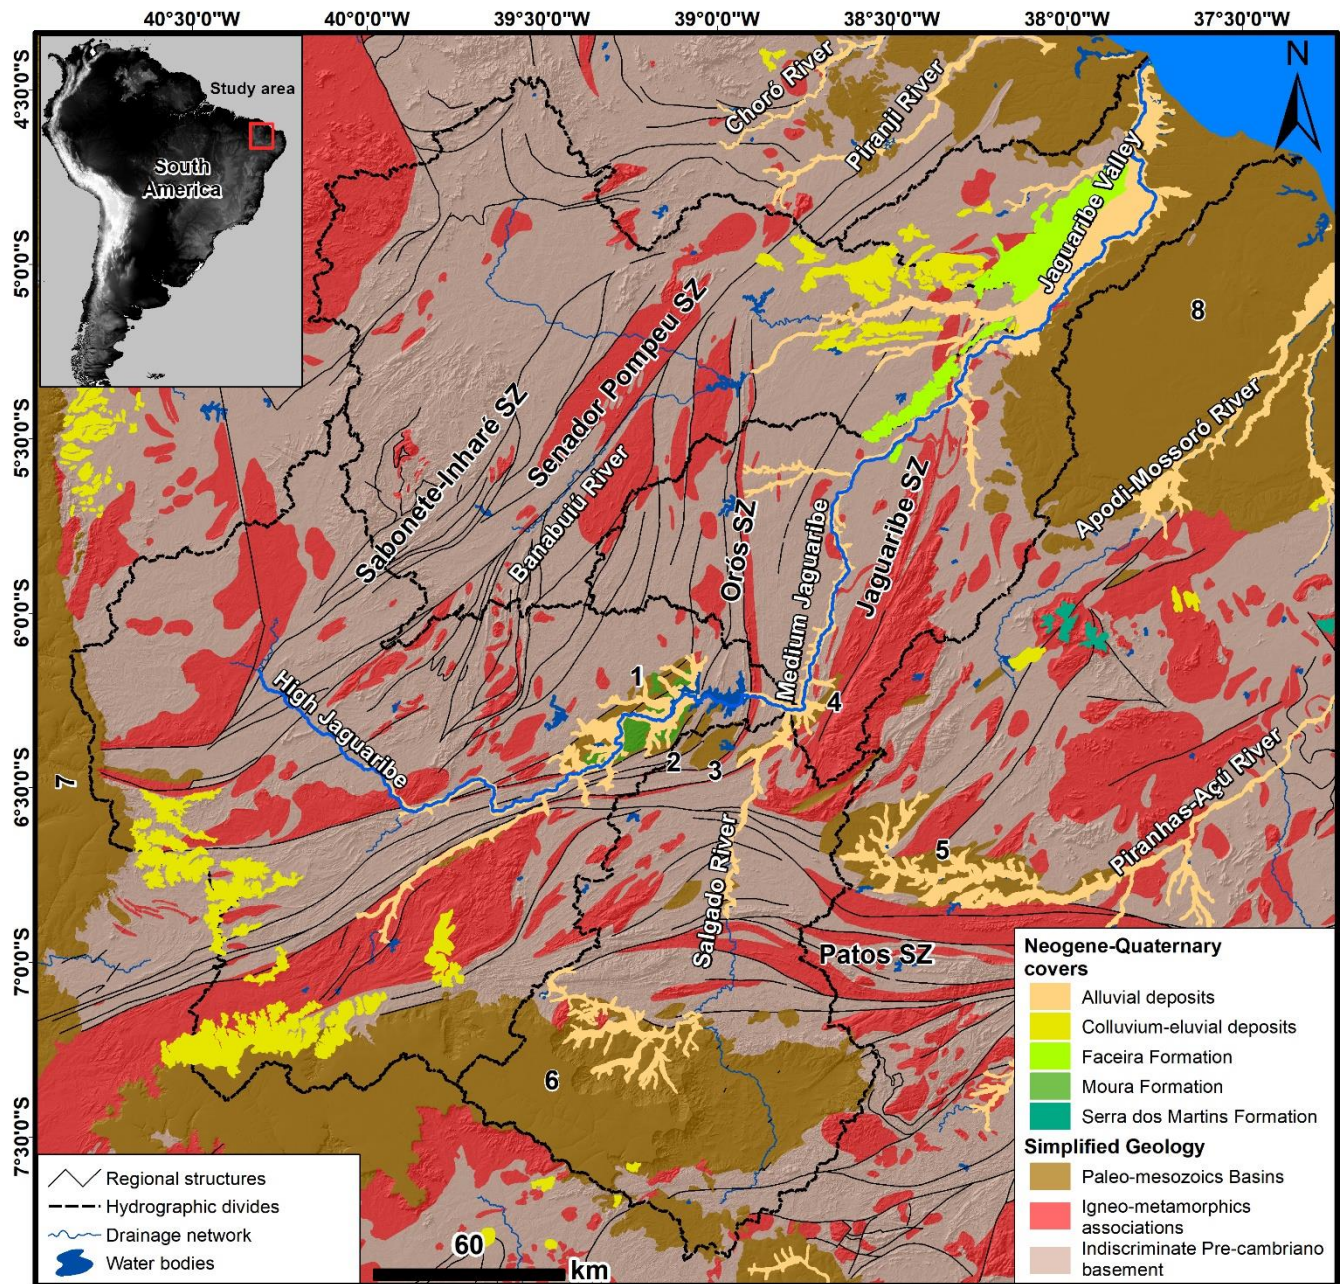 40°30'0"W
40°00'0"W
39°30'0"W
39°00'0"W
38°30'0"W
38°00'0"W
37°30'0"W
4°30'0"S
5°0'0"S
5°30'0"S
6°00'0"S
6°30'0"S
7°0'0"S
7°30'0"S
Study area
South
America
N
Choró River
Piranji River
Jaguaribe Valley
8
Senador Pompeu SZ
Sabonete-Inharé SZ
Banabuiú River
Apodi-Mossoró River
Orós SZ
Medium Jaguaribe
Jaguaribe SZ
High Jaguaribe
1
2
3
4
5
7
Salgado River
Piranhas-Açú River
Patos SZ
6
60
km
Regional structures
Hydrographic divides
Drainage network
Water bodies
Neogene-Quaternary
covers
Alluvial deposits
Colluvium-eluvial deposits
Faceira Formation
Moura Formation
Serra dos Martins Formation
Simplified Geology
Paleo-mesozoics Basins
Igneo-metamorphics
associations
Indiscriminate Pre-cambriano
basement